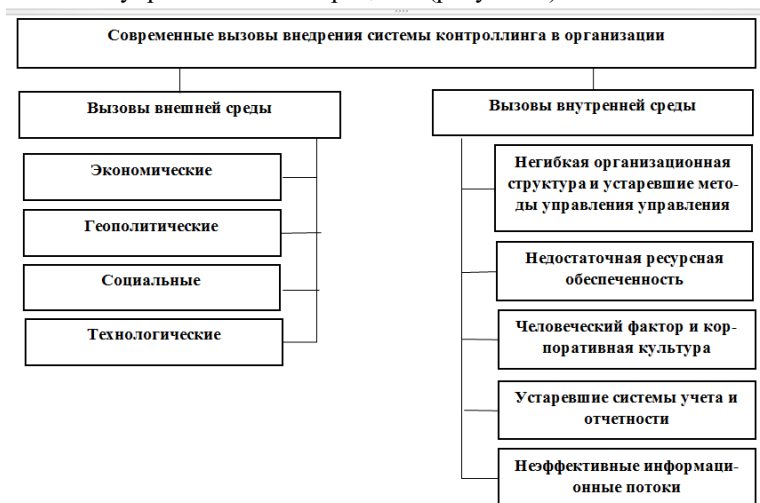 Современные вызовы внедрения системы контроллинга в организации
Вызовы внешней среды
Экономические
Геополитические
Социальные
Технологические
Вызовы внутренней среды
Негибкая организационная
структура и устаревшие мето-
ды управления управления
Недостаточная ресурсная
обеспеченность
Человеческий фактор и кор-
поративная культура
Устаревшие системы учета и
отчетности
Неэффективные информаци-
онные потоки